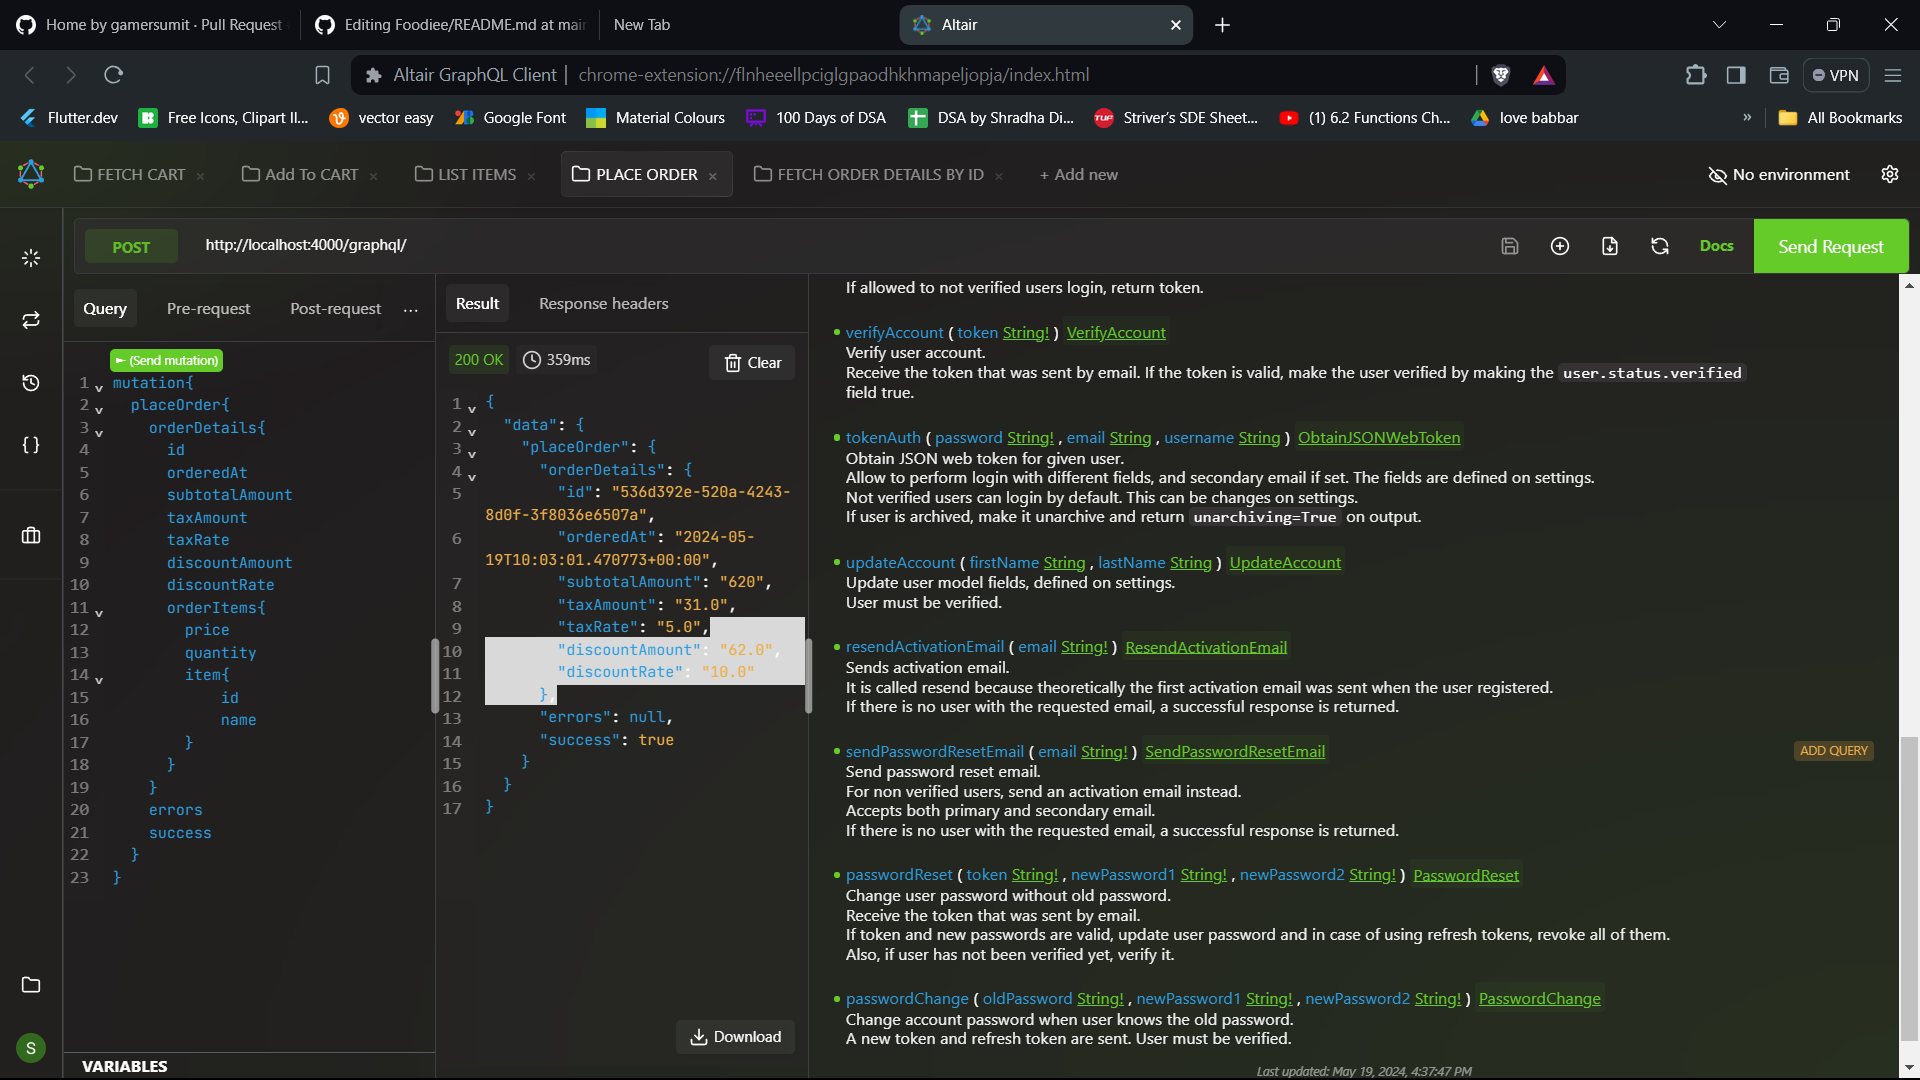 Home by gamersumit · Pull Request
Editing Foodiee/README.md at main
New Tab
Altair
Altair GraphQL Client
chrome-extension://flnheeellpciglgpaodhkhmapeljopja/index.html
VPN
Flutter.dev
Free Icons, Clipart Il...
vector easy
Google Font
Material Colours
100 Days of DSA
DSA by Shradha Di...
Striver's SDE Sheet...
(1) 6.2 Functions Ch...
love babbar
»
All Bookmarks
FETCH CART
Add To CART
LIST ITEMS
PLACE ORDER
FETCH ORDER DETAILS BY ID
+ Add new
No environment
POST
http://localhost:4000/graphql/
Docs
Send Request
Query
Pre-request
Post-request
...
(Send mutation)
1 mutation{
2 placeOrder{
3 orderDetails{
4 id
5 orderedAt
6 subtotalAmount
7 taxAmount
8 taxRate
9 discountAmount
10 discountRate
11 orderItems{
12 price
13 quantity
14 item{
15 id
16 name
17 }
18 }
19 }
20 errors
21 success
22 }
23 }
VARIABLES
S
Result
Response headers
200 OK
359ms
Clear
1 {
2 "data": {
3 "placeOrder": {
4 "orderDetails": {
5 "id": "536d392e-520a-4243-
8d0f-3f8036e6507a",
6 "orderedAt": "2024-05-
19T10:03:01.470773+00:00",
7 "subtotalAmount": "620",
8 "taxAmount": "31.0",
9 "taxRate": "5.0",
10 "discountAmount": "62.0",
11 "discountRate": "10.0"
12 },
13 "errors": null,
14 "success": true
15 }
16 }
17 }
Download
If allowed to not verified users login, return token.
verifyAccount ( token String! ) VerifyAccount
Verify user account.
Receive the token that was sent by email. If the token is valid, make the user verified by making the user.status.verified
field true.
tokenAuth ( password String! , email String , username String ) ObtainJSONWebToken
Obtain JSON web token for given user.
Allow to perform login with different fields, and secondary email if set. The fields are defined on settings.
Not verified users can login by default. This can be changes on settings.
If user is archived, make it unarchive and return unarchiving=True on output.
updateAccount ( firstName String , lastName String ) UpdateAccount
Update user model fields, defined on settings.
User must be verified.
resendActivationEmail ( email String! ) ResendActivationEmail
Sends activation email.
It is called resend because theoretically the first activation email was sent when the user registered.
If there is no user with the requested email, a successful response is returned.
sendPasswordResetEmail ( email String! ) SendPasswordResetEmail
ADD QUERY
Send password reset email.
For non verified users, send an activation email instead.
Accepts both primary and secondary email.
If there is no user with the requested email, a successful response is returned.
passwordReset ( token String! , newPassword1 String! , newPassword2 String! ) PasswordReset
Change user password without old password.
Receive the token that was sent by email.
If token and new passwords are valid, update user password and in case of using refresh tokens, revoke all of them.
Also, if user has not been verified yet, verify it.
passwordChange ( oldPassword String! , newPassword1 String! , newPassword2 String! ) PasswordChange
Change account password when user knows the old password.
A new token and refresh token are sent. User must be verified.
Last updated: May 19, 2024, 4:37:47 PM